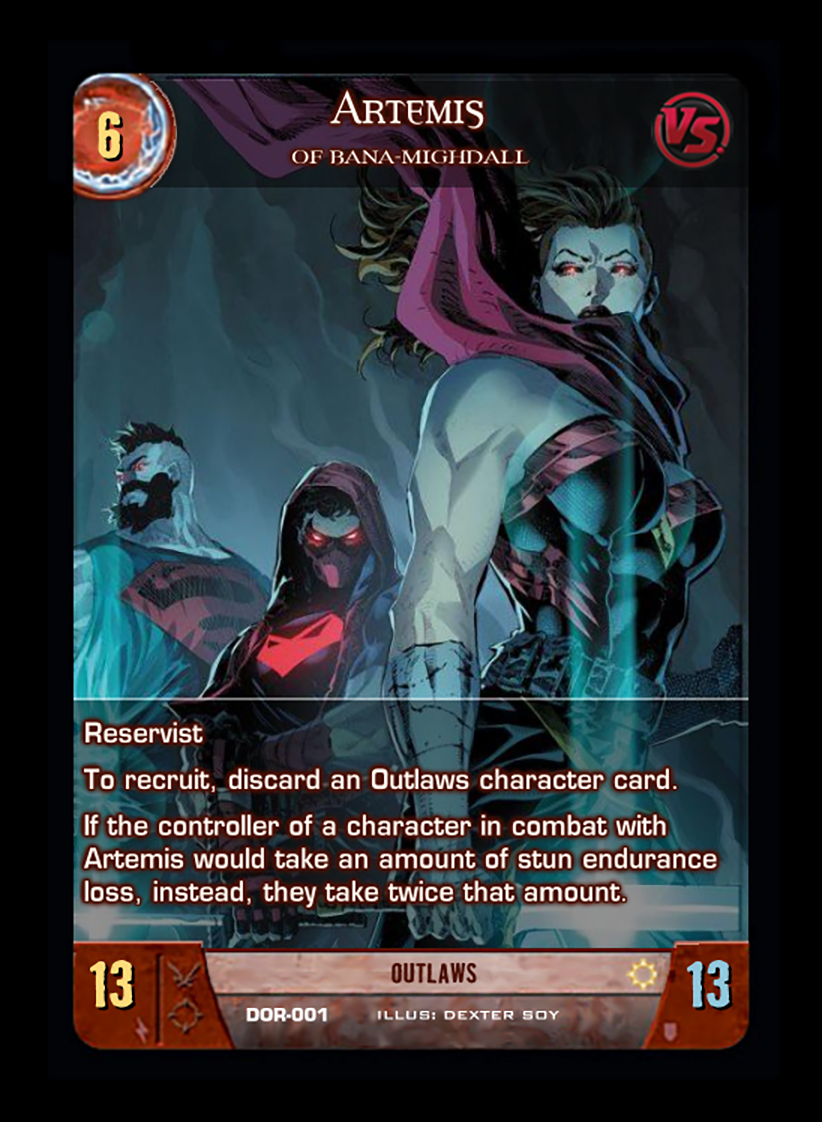 6
Artemis
VS.
OF BANA-MIGHDALL
Reservist
To recruit, discard an Outlaws character card.
If the controller of a character in combat with
Artemis would take an amount of stun endurance
loss, instead, they take twice that amount.
13
OUTLAWS
13
DOR-001 ILLUS: DEXTER SOY